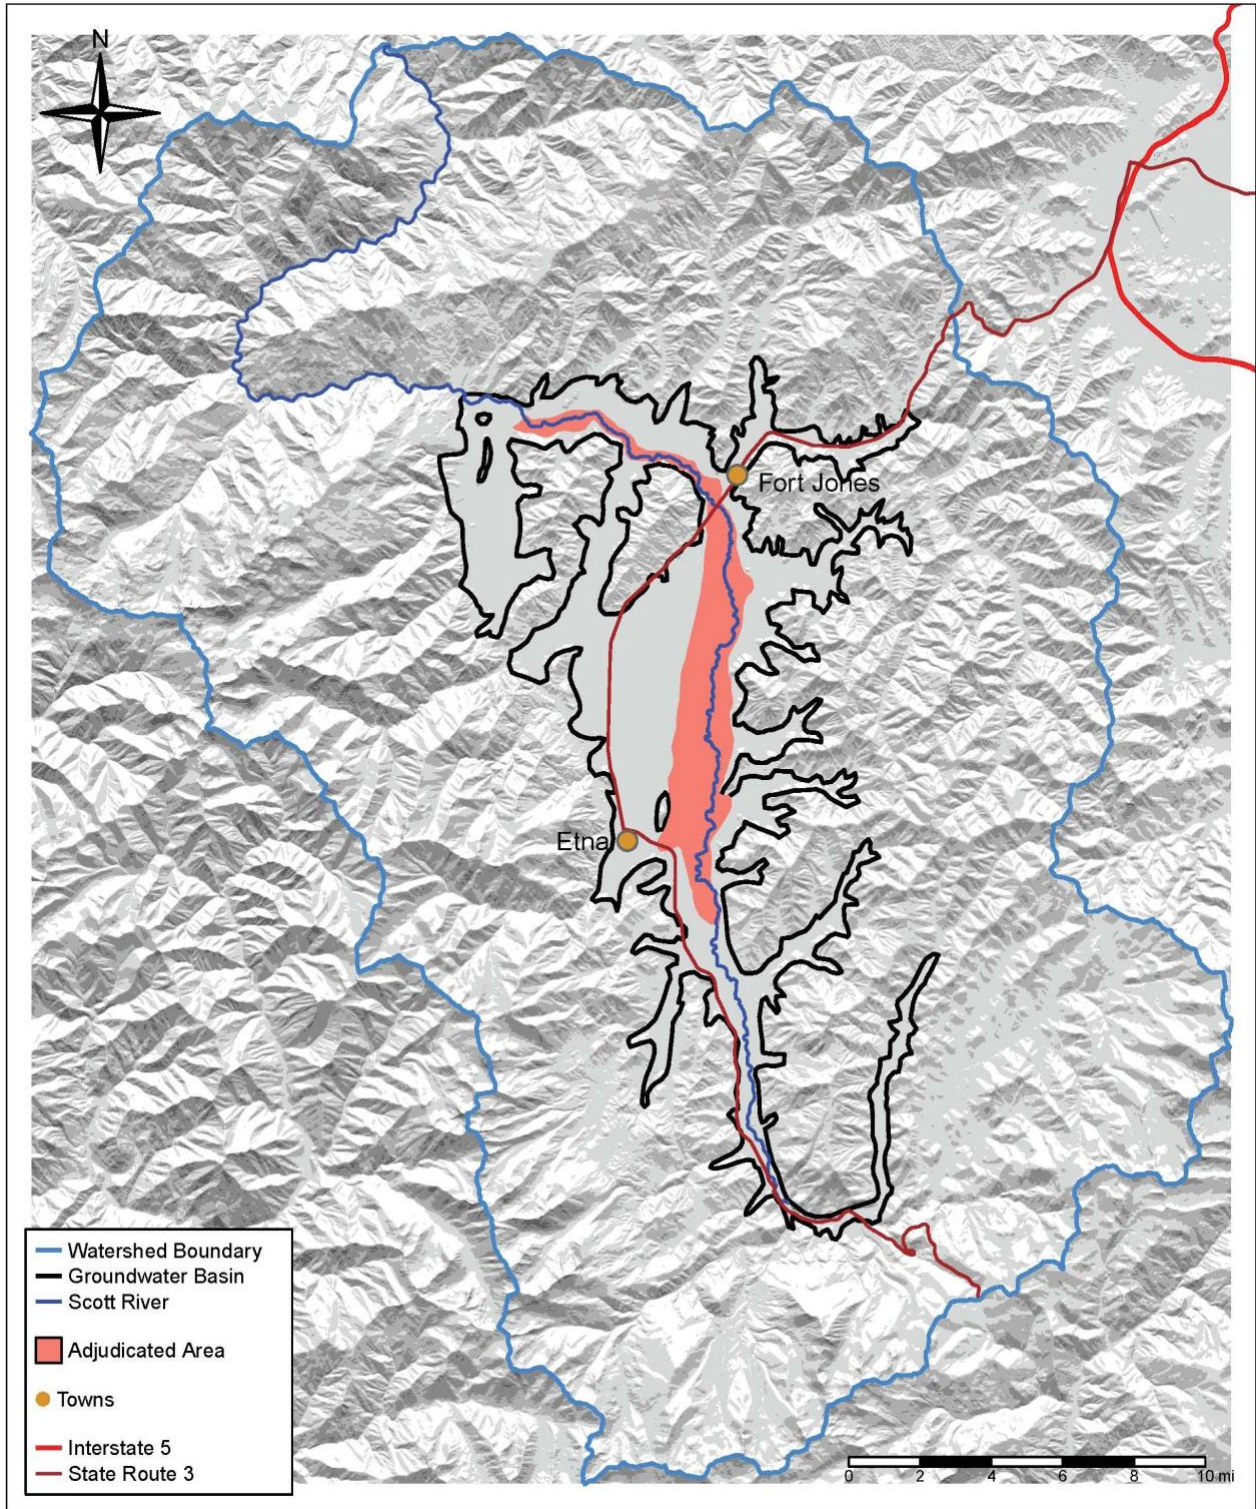 N
Fort Jones
Etna
Watershed Boundary
Groundwater Basin
Scott River
Adjudicated Area
Towns
Interstate 5
State Route 3
0 2 4 6 8 10 mi